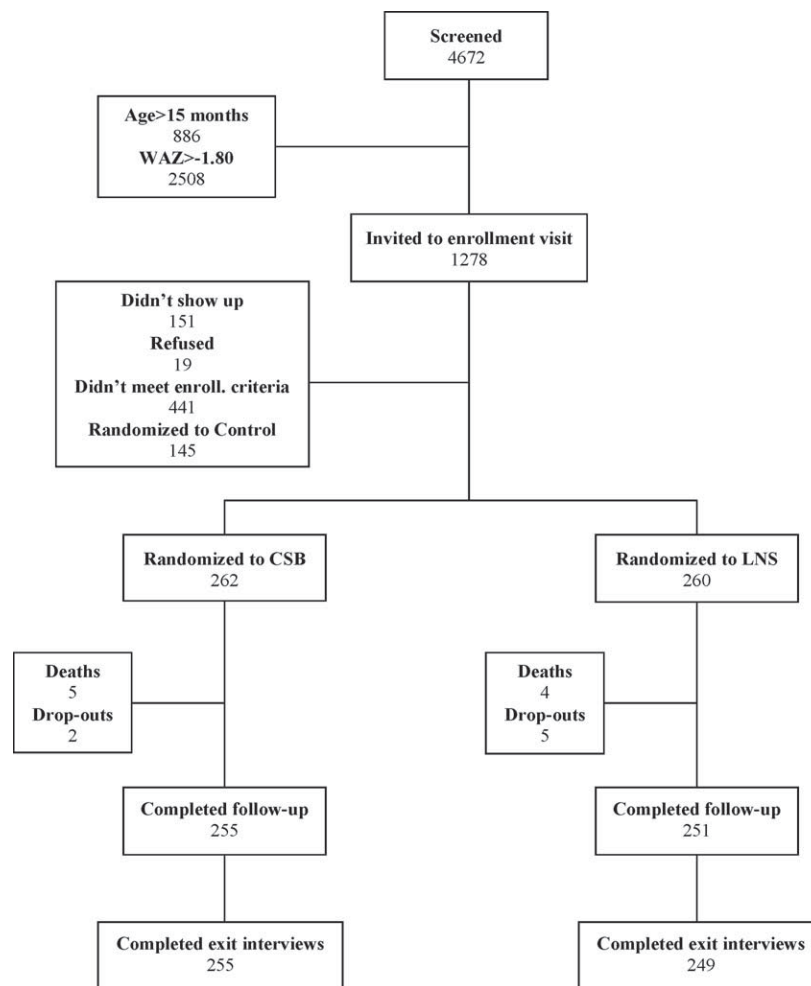 Screened
4672
Age>15 months
886
WAZ>-1.80
2508
Invited to enrollment visit
1278
Didn't show up
151
Refused
19
Didn't meet enroll. criteria
441
Randomized to Control
145
Randomized to CSB
262
Randomized to LNS
260
Deaths
5
Drop-outs
2
Deaths
4
Drop-outs
5
Completed follow-up
255
Completed follow-up
251
Completed exit interviews
255
Completed exit interviews
249